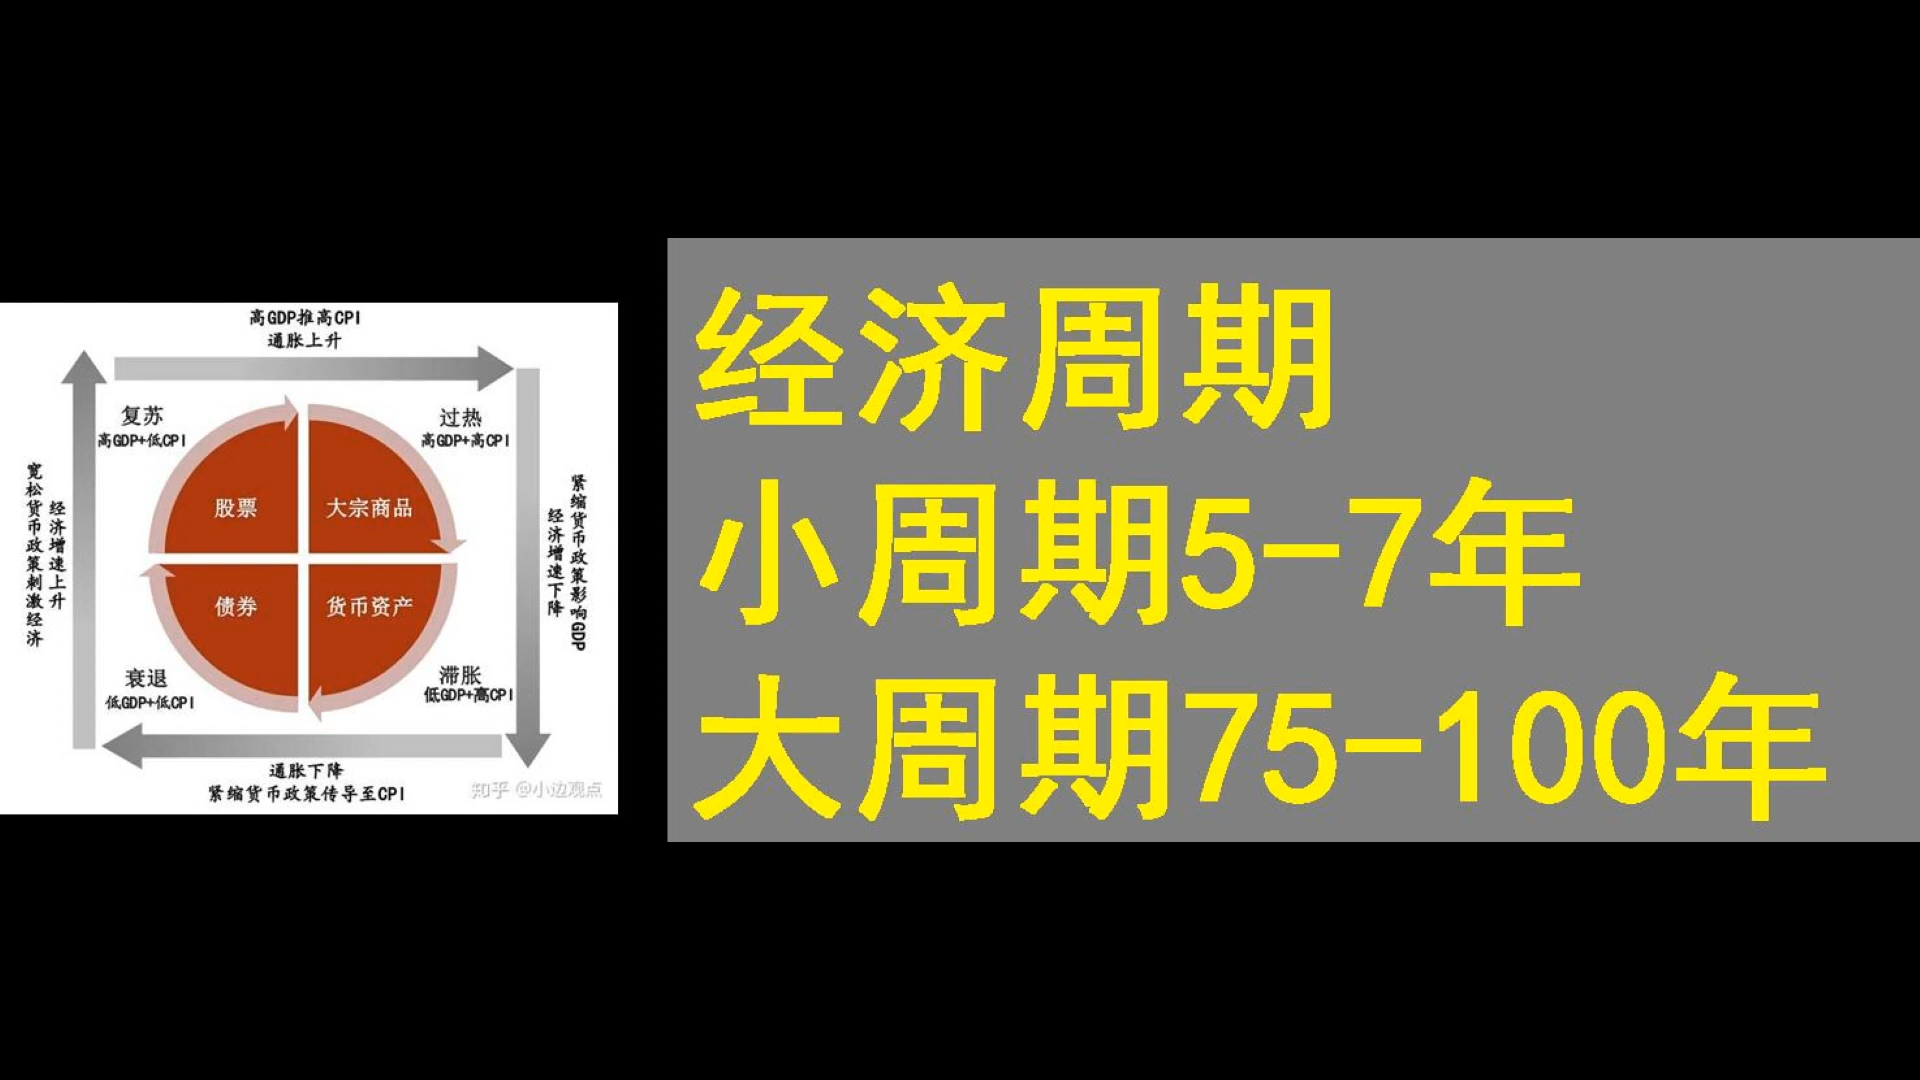 高GDP推高CPI
通胀上升
复苏
高GDP+低CPI
过热
高GDP+高CPI
宽松货币政策刺激经济
经济增速上升
股票
大宗商品
债券
货币资产
经济增速下降
紧缩货币政策影响GDP
衰退
低GDP+低CPI
滞胀
低GDP+高CPI
通胀下降
紧缩货币政策传导至CPI
知乎 @小边观点
经济周期
小周期5-7年
大周期75-100年